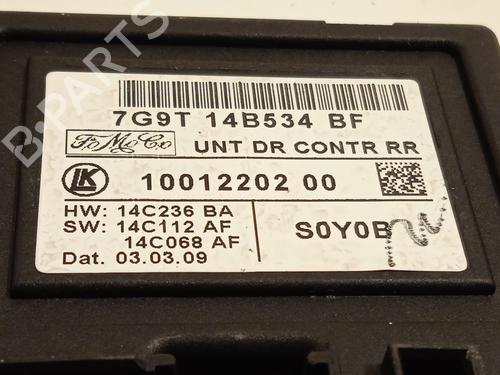 B-PARTS
7G9T 14B534 BF
FoMoCo UNT DR CONTR RR
LK 10012202 00
HW: 14C236 BA
SW: 14C112 AF
14C068 AF
S0Y0B
Dat. 03.03.09